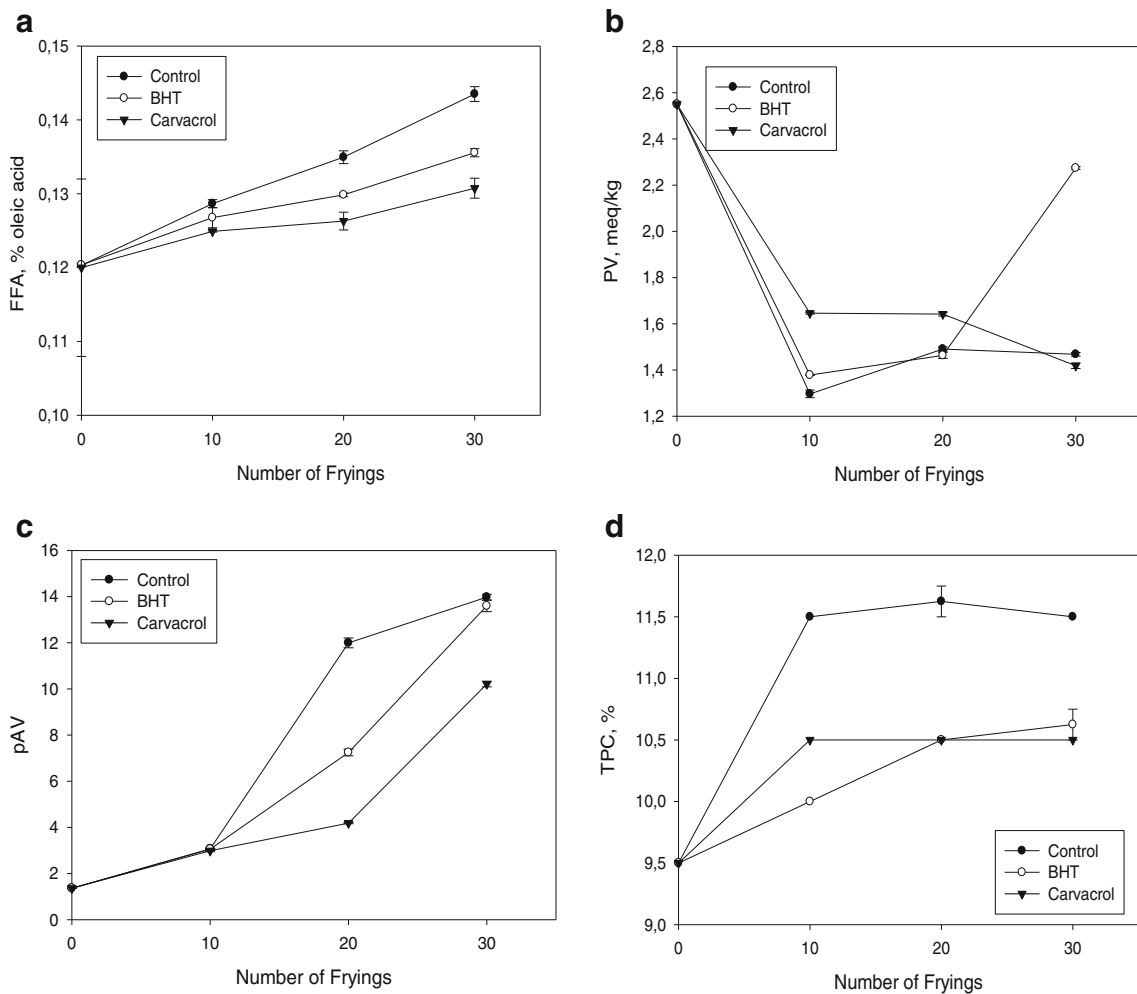 a
0,15
0,14
0,13
0,12
0,11
0,10
FFA, % oleic acid
Control
BHT
Carvacrol
0
10
20
30
Number of Fryings
b
2,8
2,6
2,4
2,2
2,0
1,8
1,6
1,4
1,2
PV, meq/kg
Control
BHT
Carvacrol
0
10
20
30
Number of Fryings
c
16
14
12
10
8
6
4
2
0
pAV
Control
BHT
Carvacrol
0
10
20
30
Number of Fryings
d
12,0
11,5
11,0
10,5
10,0
9,5
9,0
TPC, %
Control
BHT
Carvacrol
0
10
20
30
Number of Fryings